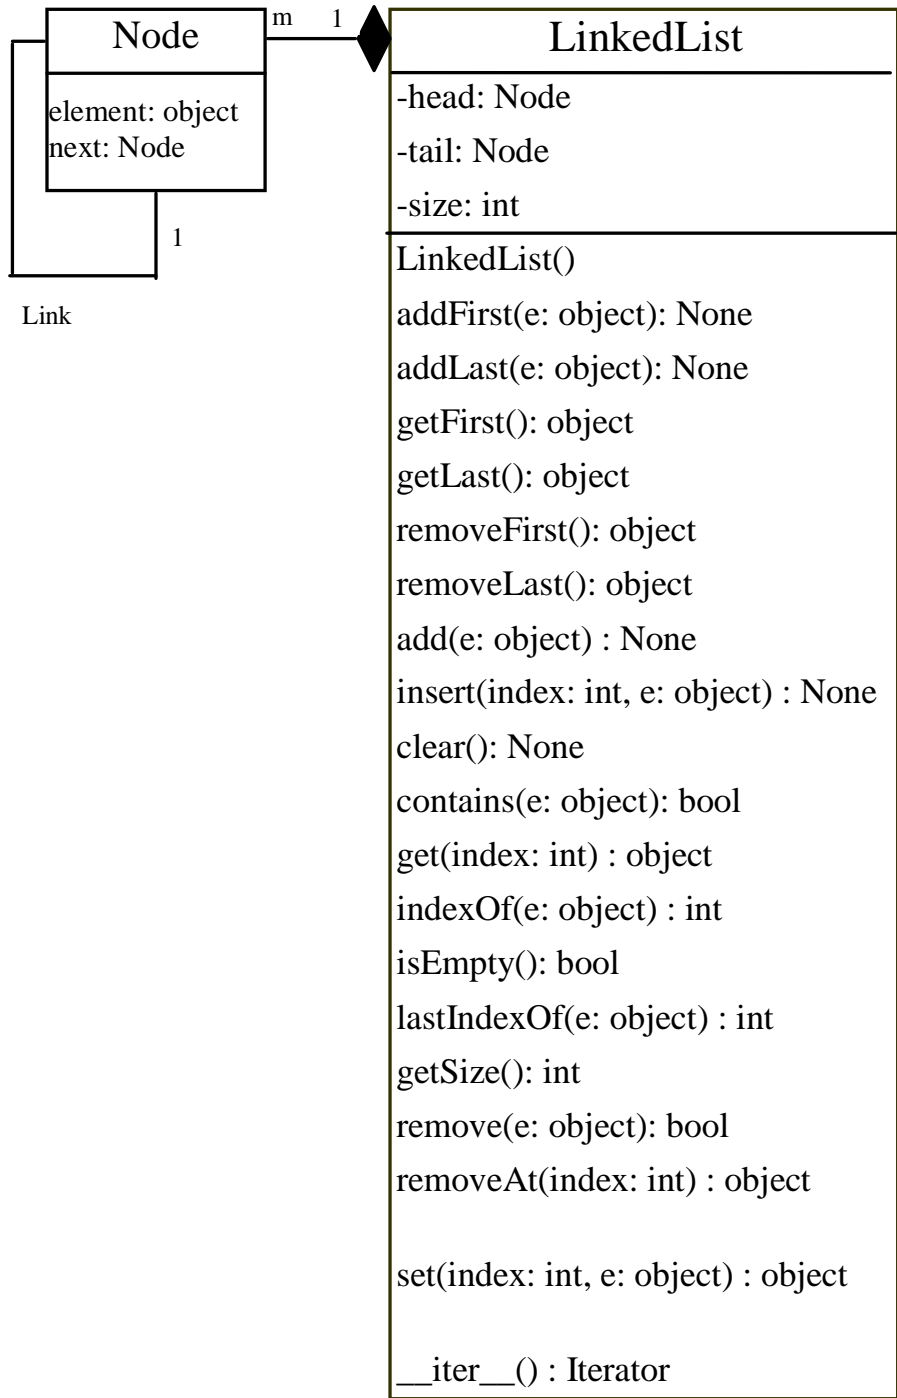 Node
m
1
LinkedList
element: object
next: Node
1
Link
-head: Node
-tail: Node
-size: int
LinkedList()
addFirst(e: object): None
addLast(e: object): None
getFirst(): object
getLast(): object
removeFirst(): object
removeLast(): object
add(e: object) : None
insert(index: int, e: object) : None
clear(): None
contains(e: object): bool
get(index: int) : object
indexOf(e: object) : int
isEmpty(): bool
lastIndexOf(e: object) : int
getSize(): int
remove(e: object): bool
removeAt(index: int) : object
set(index: int, e: object) : object
__iter__() : Iterator